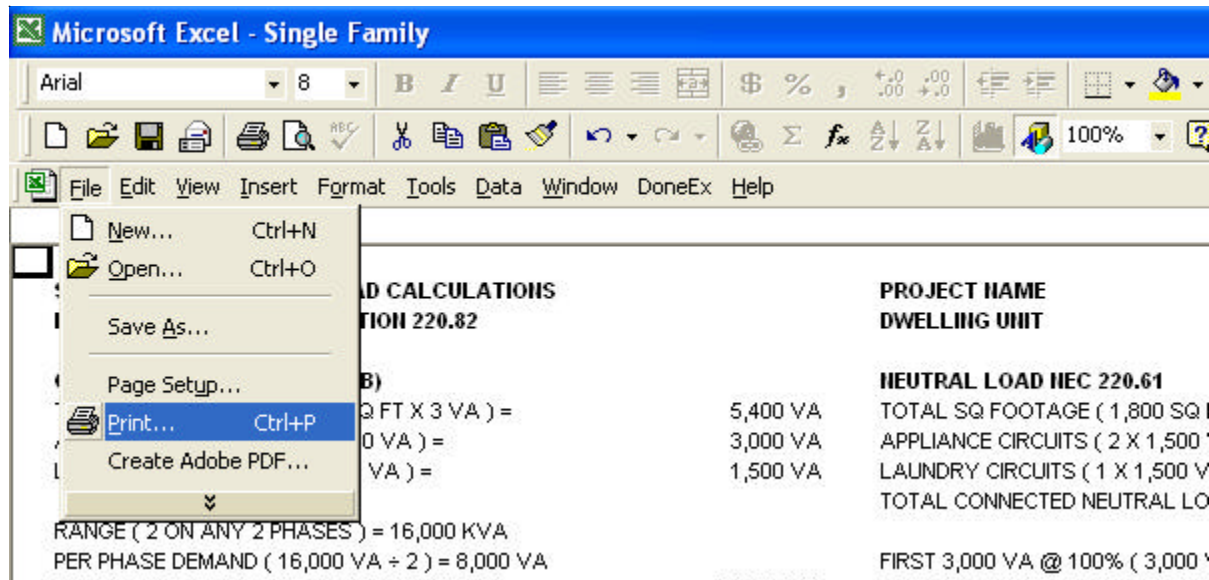 Microsoft Excel - Single Family
Arial 8 B I U $ % ,
ABC Σ fx A Z Z A 100% ?
File Edit View Insert Format Tools Data Window DoneEx Help
New... Ctrl+N
Open... Ctrl+O
Save As...
Page Setup...
Print... Ctrl+P
Create Adobe PDF...
D CALCULATIONS
TION 220.82
B)
Q FT X 3 VA ) = 5,400 VA
0 VA ) = 3,000 VA
VA ) = 1,500 VA
RANGE ( 2 ON ANY 2 PHASES ) = 16,000 KVA
PER PHASE DEMAND ( 16,000 VA ÷ 2 ) = 8,000 VA
PROJECT NAME
DWELLING UNIT
NEUTRAL LOAD NEC 220.61
TOTAL SQ FOOTAGE ( 1,800 SQ
APPLIANCE CIRCUITS ( 2 X 1,500
LAUNDRY CIRCUITS ( 1 X 1,500 V
TOTAL CONNECTED NEUTRAL LO
FIRST 3,000 VA @ 100% ( 3,000